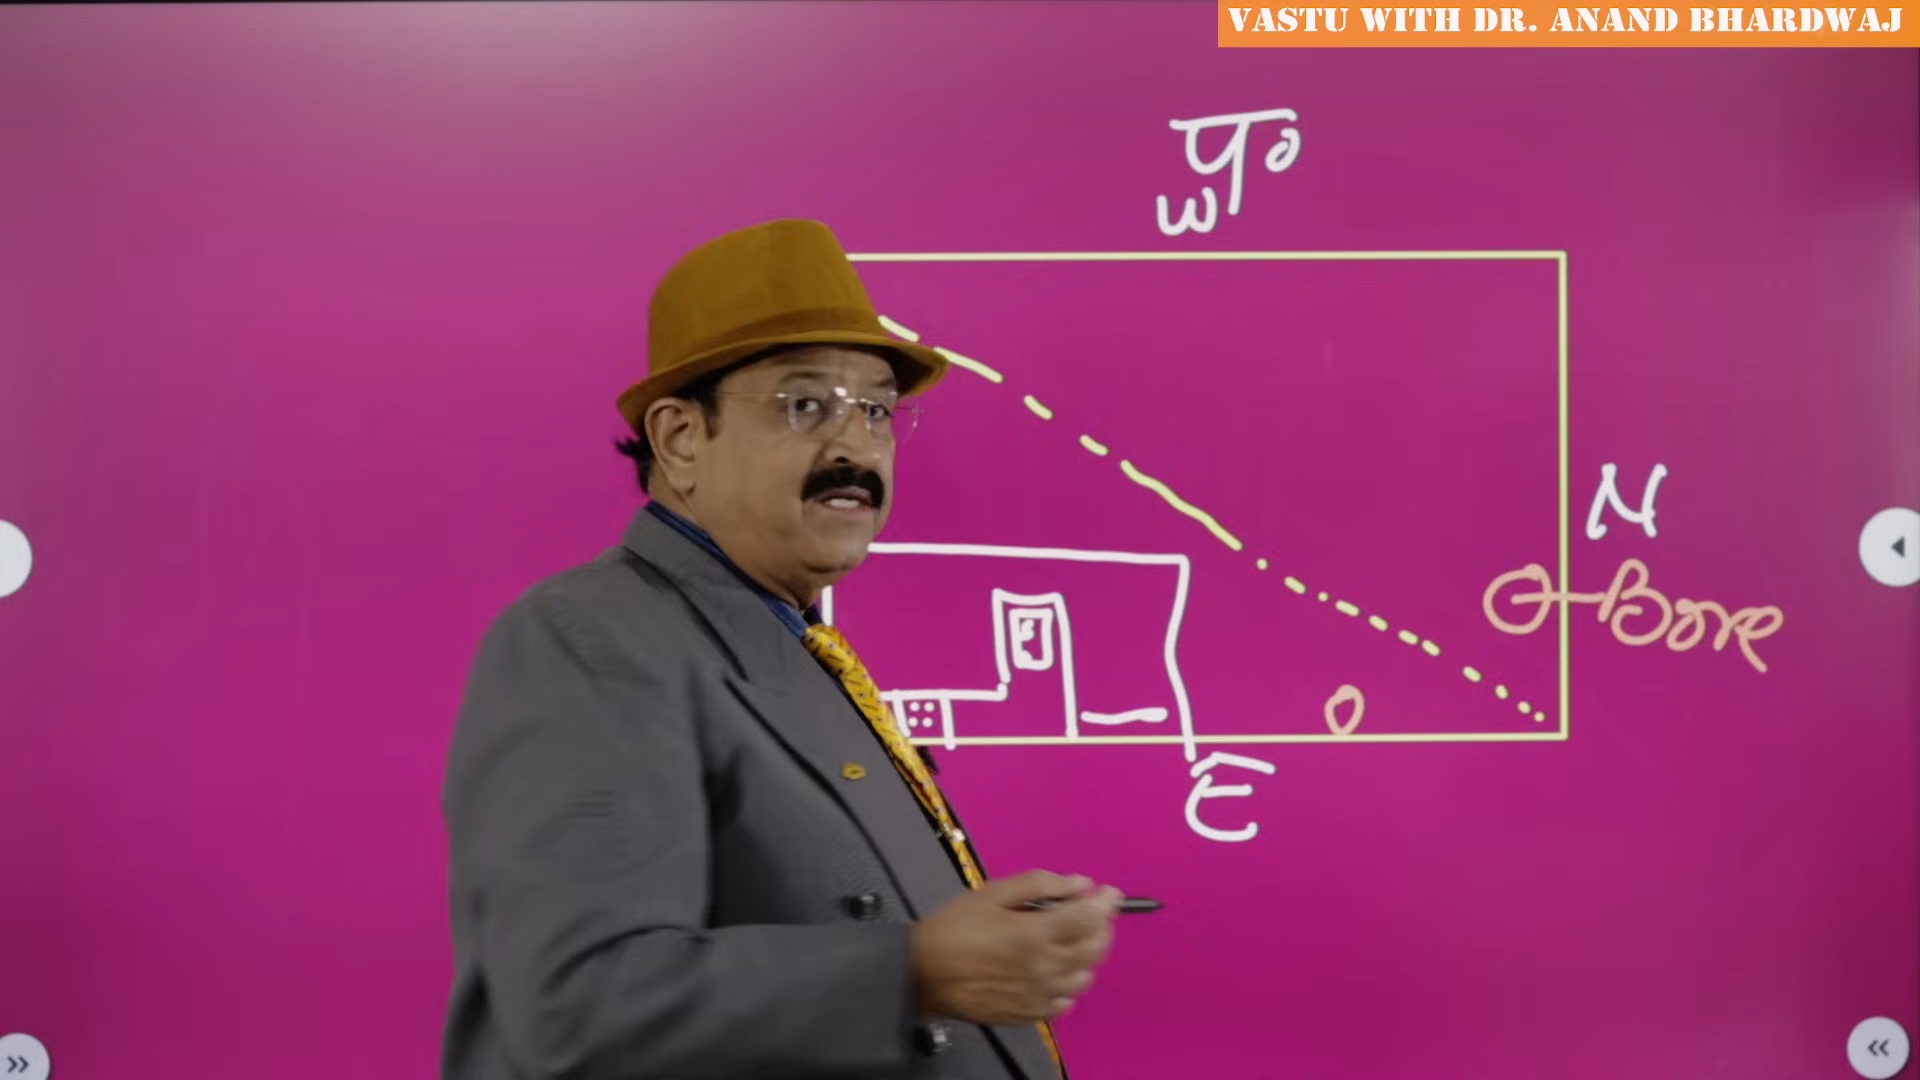 VASTU WITH DR. ANAND BHARDWAJ
प०
W
N
Bore
E